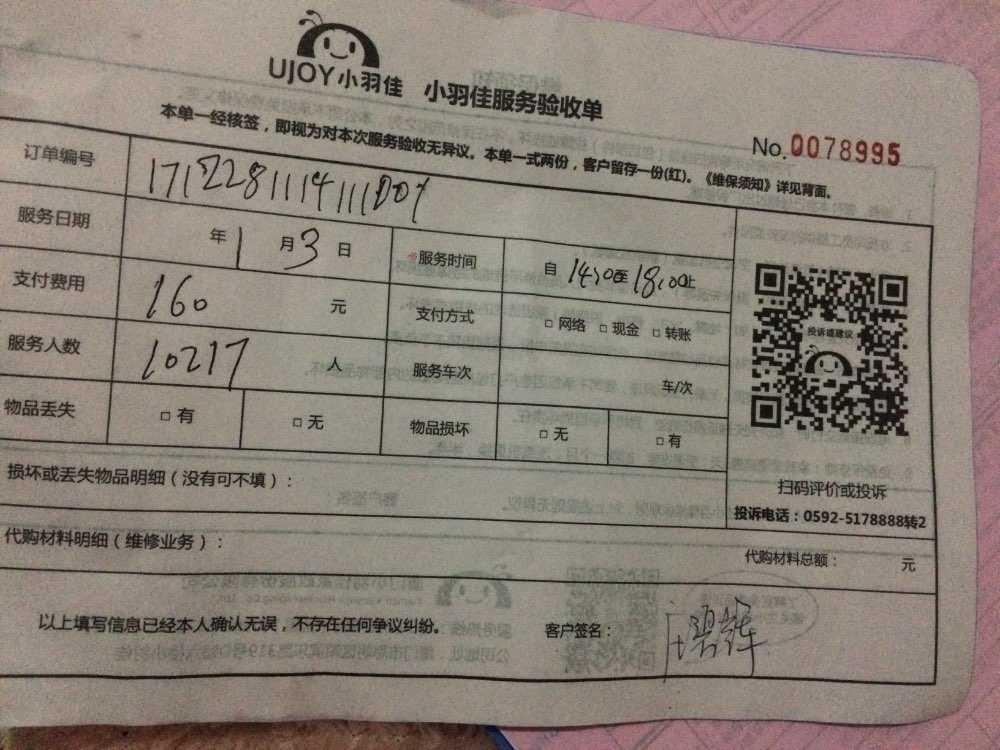 UJOY小羽佳 小羽佳服务验收单
本单一经核签，即视为对本次服务验收无异议。本单一式两份，客户留存一份(红)。《维保须知》详见背面。
No.0078995
订单编号
服务日期 年1月3日 服务时间 自14:00至18:00止
支付费用 160 元 支付方式 □网络 □现金 □转账
服务人数 10217 人 服务车次 车/次
物品丢失 □有 □无 物品损坏 □无 □有
投诉或建议
扫码评价或投诉
投诉电话：0592-5178888转2
损坏或丢失物品明细（没有可不填）：
代购材料明细（维修业务）： 代购材料总额： 元
以上填写信息已经本人确认无误，不存在任何争议纠纷。 客户签名：